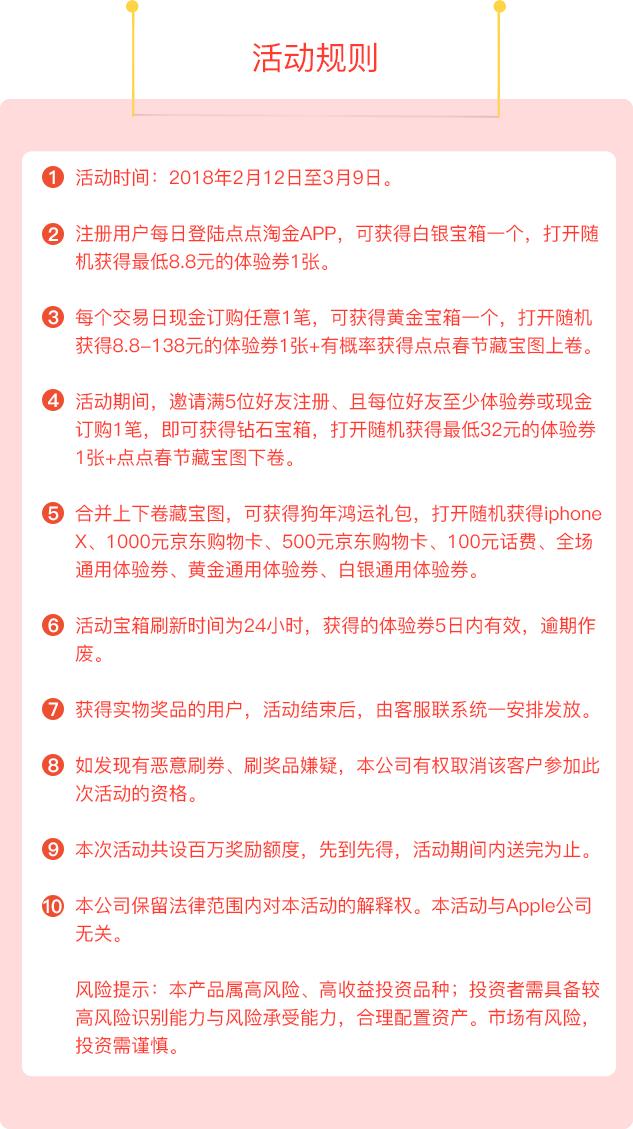 活动规则
1 活动时间：2018年2月12日至3月9日。
2 注册用户每日登陆点点淘金APP，可获得白银宝箱一个，打开随
机获得最低8.8元的体验券1张。
3 每个交易日现金订购任意1笔，可获得黄金宝箱一个，打开随机
获得8.8-138元的体验券1张+有概率获得点点春节藏宝图上卷。
4 活动期间，邀请满5位好友注册、且每位好友至少体验券或现金
订购1笔，即可获得钻石宝箱，打开随机获得最低32元的体验券
1张+点点春节藏宝图下卷。
5 合并上下卷藏宝图，可获得狗年鸿运礼包，打开随机获得iphone
X、1000元京东购物卡、500元京东购物卡、100元话费、全场
通用体验券、黄金通用体验券、白银通用体验券。
6 活动宝箱刷新时间为24小时，获得的体验券5日内有效，逾期作
废。
7 获得实物奖品的用户，活动结束后，由客服联系统一安排发放。
8 如发现有恶意刷券、刷奖品嫌疑，本公司有权取消该客户参加此
次活动的资格。
9 本次活动共设百万奖励额度，先到先得，活动期间内送完为止。
10 本公司保留法律范围内对本活动的解释权。本活动与Apple公司
无关。
风险提示：本产品属高风险、高收益投资品种；投资者需具备较
高风险识别能力与风险承受能力，合理配置资产。市场有风险，
投资需谨慎。